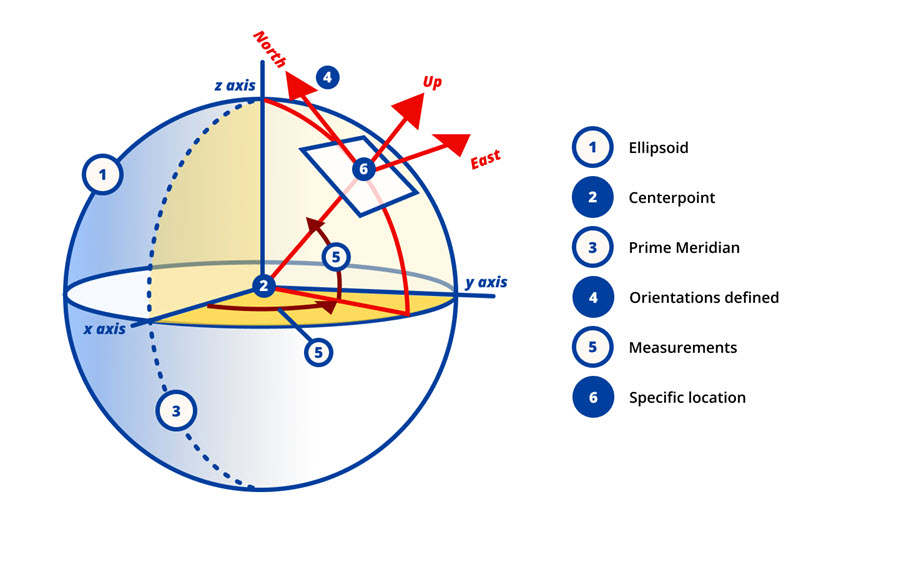 North
4
Up
z axis
East
1
6
5
2
y axis
x axis
5
3
1 Ellipsoid
2 Centerpoint
3 Prime Meridian
4 Orientations defined
5 Measurements
6 Specific location